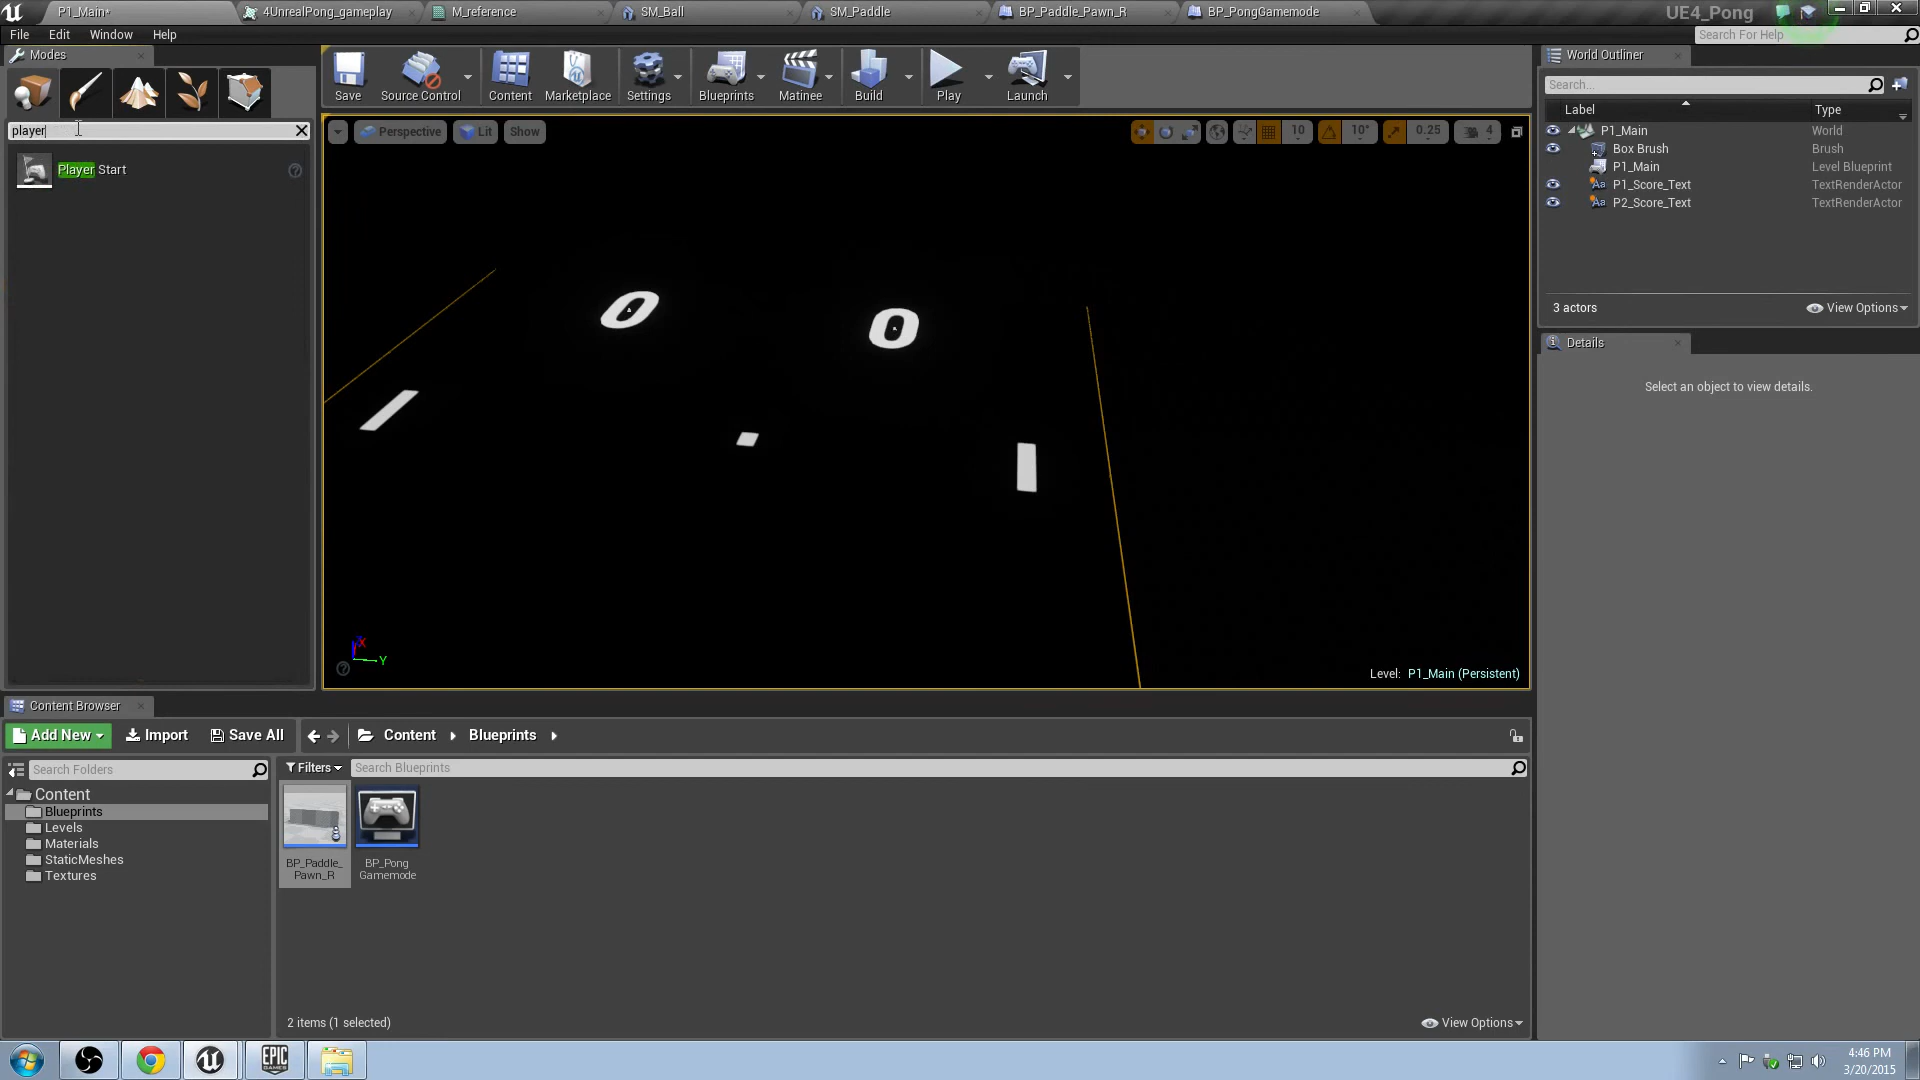 P1_Main*
4UnrealPong_gameplay
M_reference
SM_Ball
SM_Paddle
BP_Paddle_Pawn_R
BP_PongGamemode
UE4_Pong
File Edit Window Help
Search For Help
Modes
player
Player Start
Save
Source Control
Content
Marketplace
Settings
Blueprints
Matinee
Build
Play
Launch
Perspective
Lit
Show
10
10°
0.25
4
0
0
X
Y
Level: P1_Main (Persistent)
World Outliner
Search...
Label Type
P1_Main World
Box Brush Brush
P1_Main Level Blueprint
P1_Score_Text TextRenderActor
P2_Score_Text TextRenderActor
3 actors
View Options
Details
Select an object to view details.
Content Browser
Add New
Import
Save All
Content
Blueprints
Search Folders
Filters
Search Blueprints
Content
Blueprints
Levels
Materials
StaticMeshes
Textures
BP_Paddle_
Pawn_R
BP_Pong
Gamemode
2 items (1 selected)
View Options
EPIC
GAMES
4:46 PM
3/20/2015